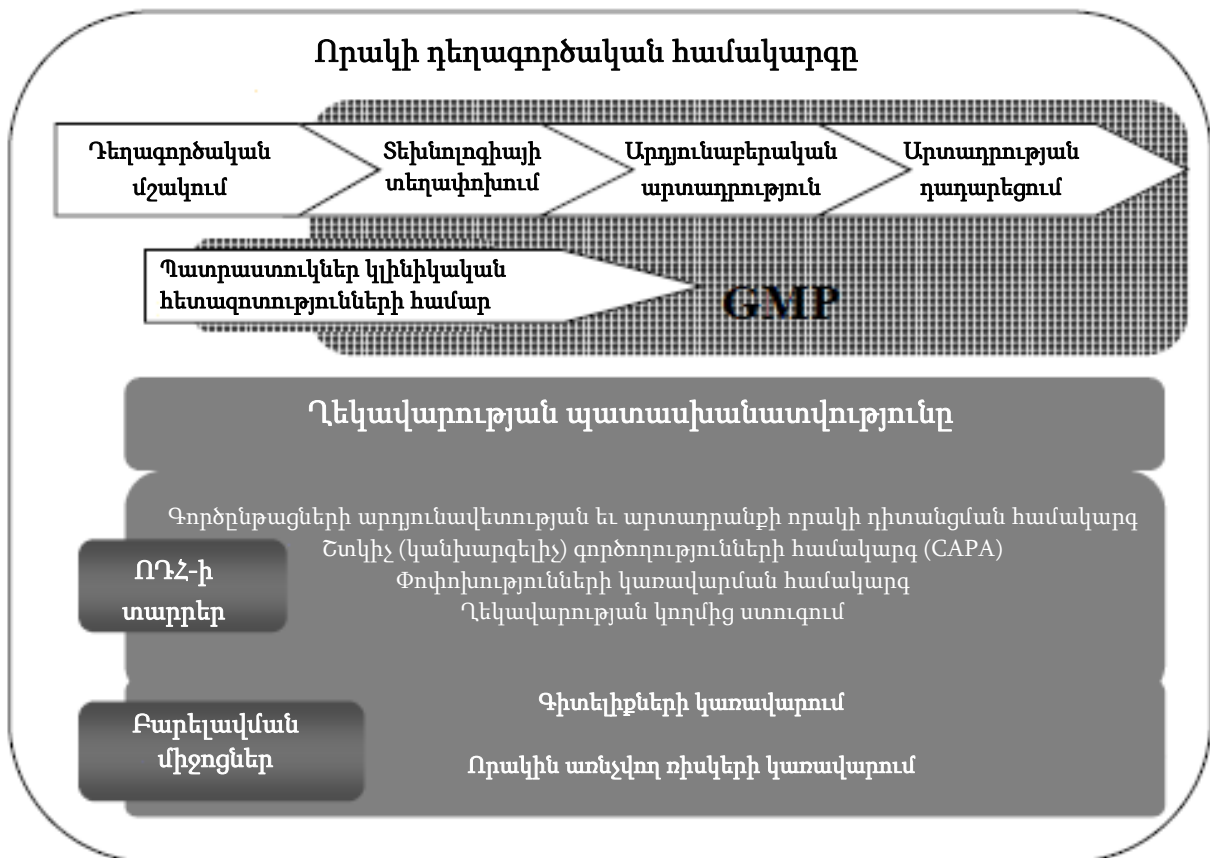 Որակի դեղագործական համակարգը
Դեղագործական
մշակում
Տեխնոլոգիայի
տեղափոխում
Արդյունաբերական
արտադրություն
Արտադրության
դադարեցում
Պատրաստուկներ կլինիկական
հետազոտությունների համար
GMP
Ղեկավարության պատասխանատվությունը
Գործընթացների արդյունավետության եւ արտադրանքի որակի դիտանցման համակարգ
Շտկիչ (կանխարգելիչ) գործողությունների համակարգ (CAPA)
Փոփոխությունների կառավարման համակարգ
Ղեկավարության կողմից ստուգում
ՈԴՀ-ի
տարրեր
Բարելավման
միջոցներ
Գիտելիքների կառավարում
Որակին առնչվող ռիսկերի կառավարում